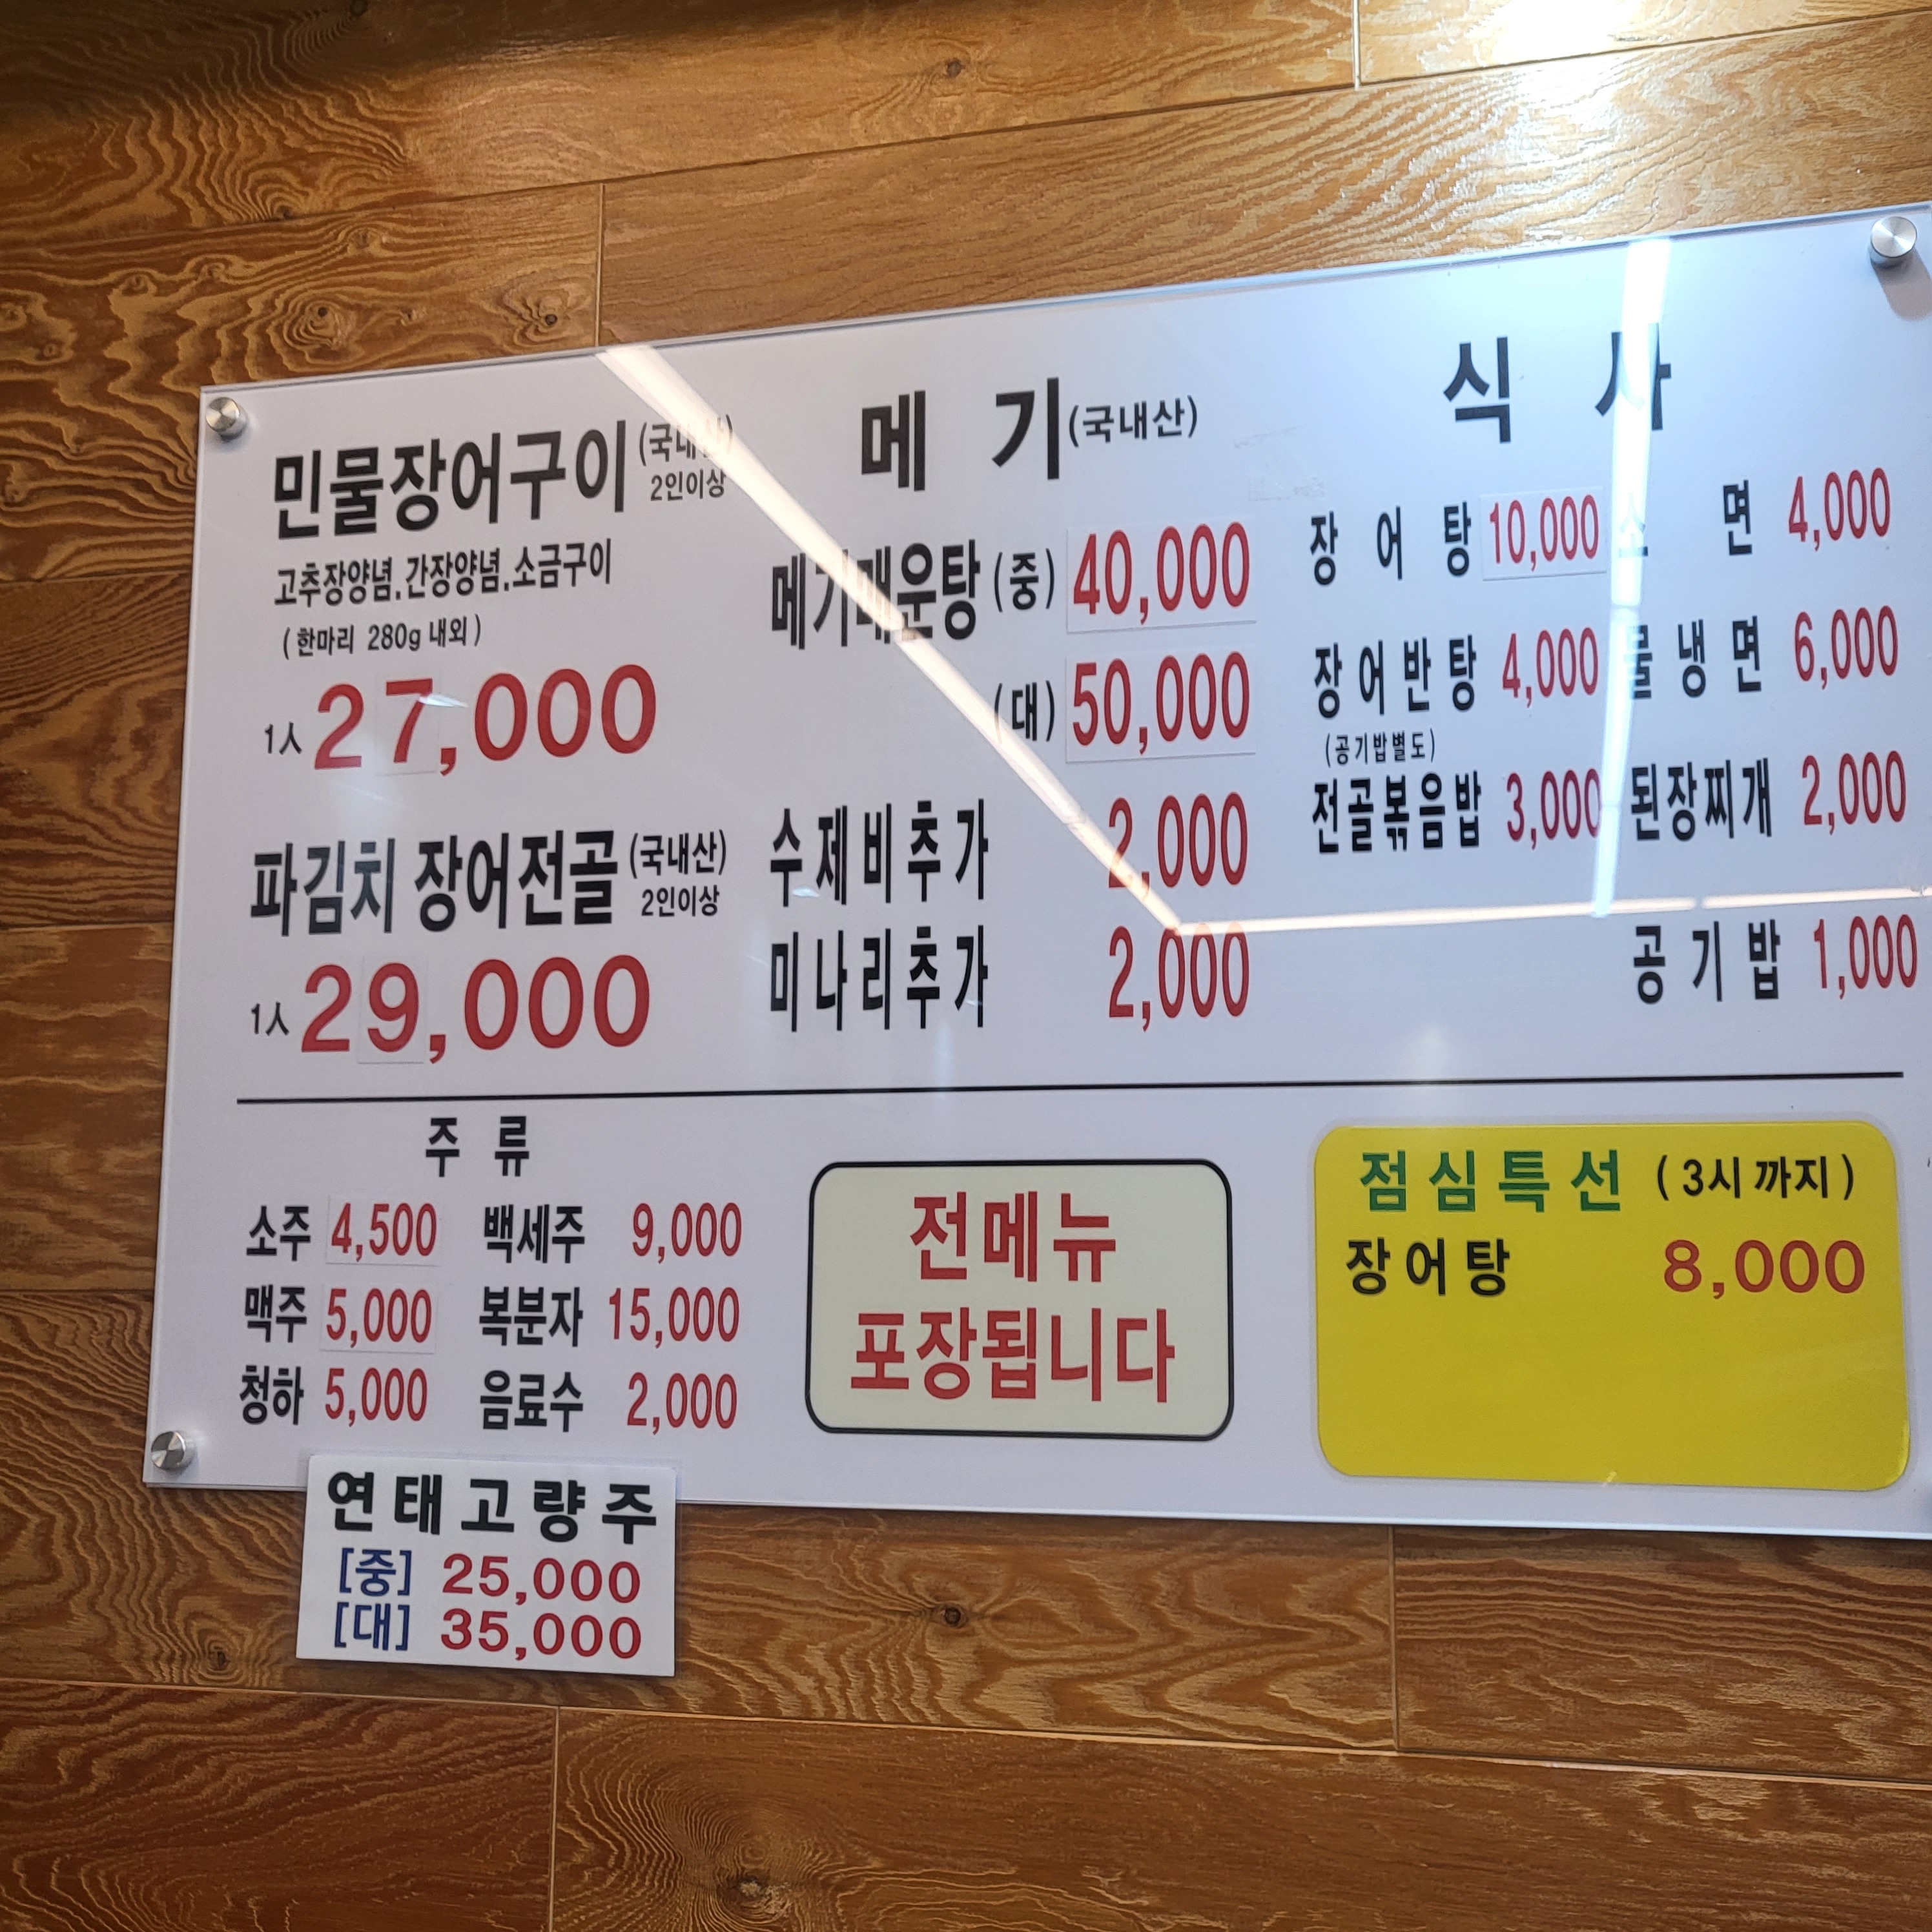 민물장어구이 (국내산)
2인이상
고추장양념.간장양념.소금구이
(한마리 280g 내외)
1人 27,000
파김치 장어전골 (국내산)
2인이상
1人 29,000
메 기 (국내산)
메기매운탕 (중) 40,000
(대) 50,000
수제비추가 2,000
미나리추가 2,000
식 사
장 어 탕 10,000 소 면 4,000
장어반탕 4,000 물냉면 6,000
(공기밥별도)
전골볶음밥 3,000 된장찌개 2,000
공기밥 1,000
주 류
소주 4,500 백세주 9,000
맥주 5,000 복분자 15,000
청하 5,000 음료수 2,000
전메뉴
포장됩니다
점심특선 (3시 까지)
장어탕 8,000
연태고량주
[중] 25,000
[대] 35,000